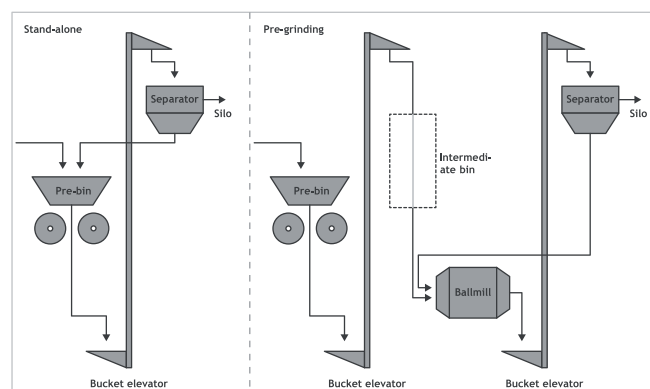 Stand-alone
Separator
Silo
Pre-bin
Bucket elevator
Pre-grinding
Intermedi-
ate bin
Pre-bin
Ballmill
Separator
Silo
Bucket elevator
Bucket elevator